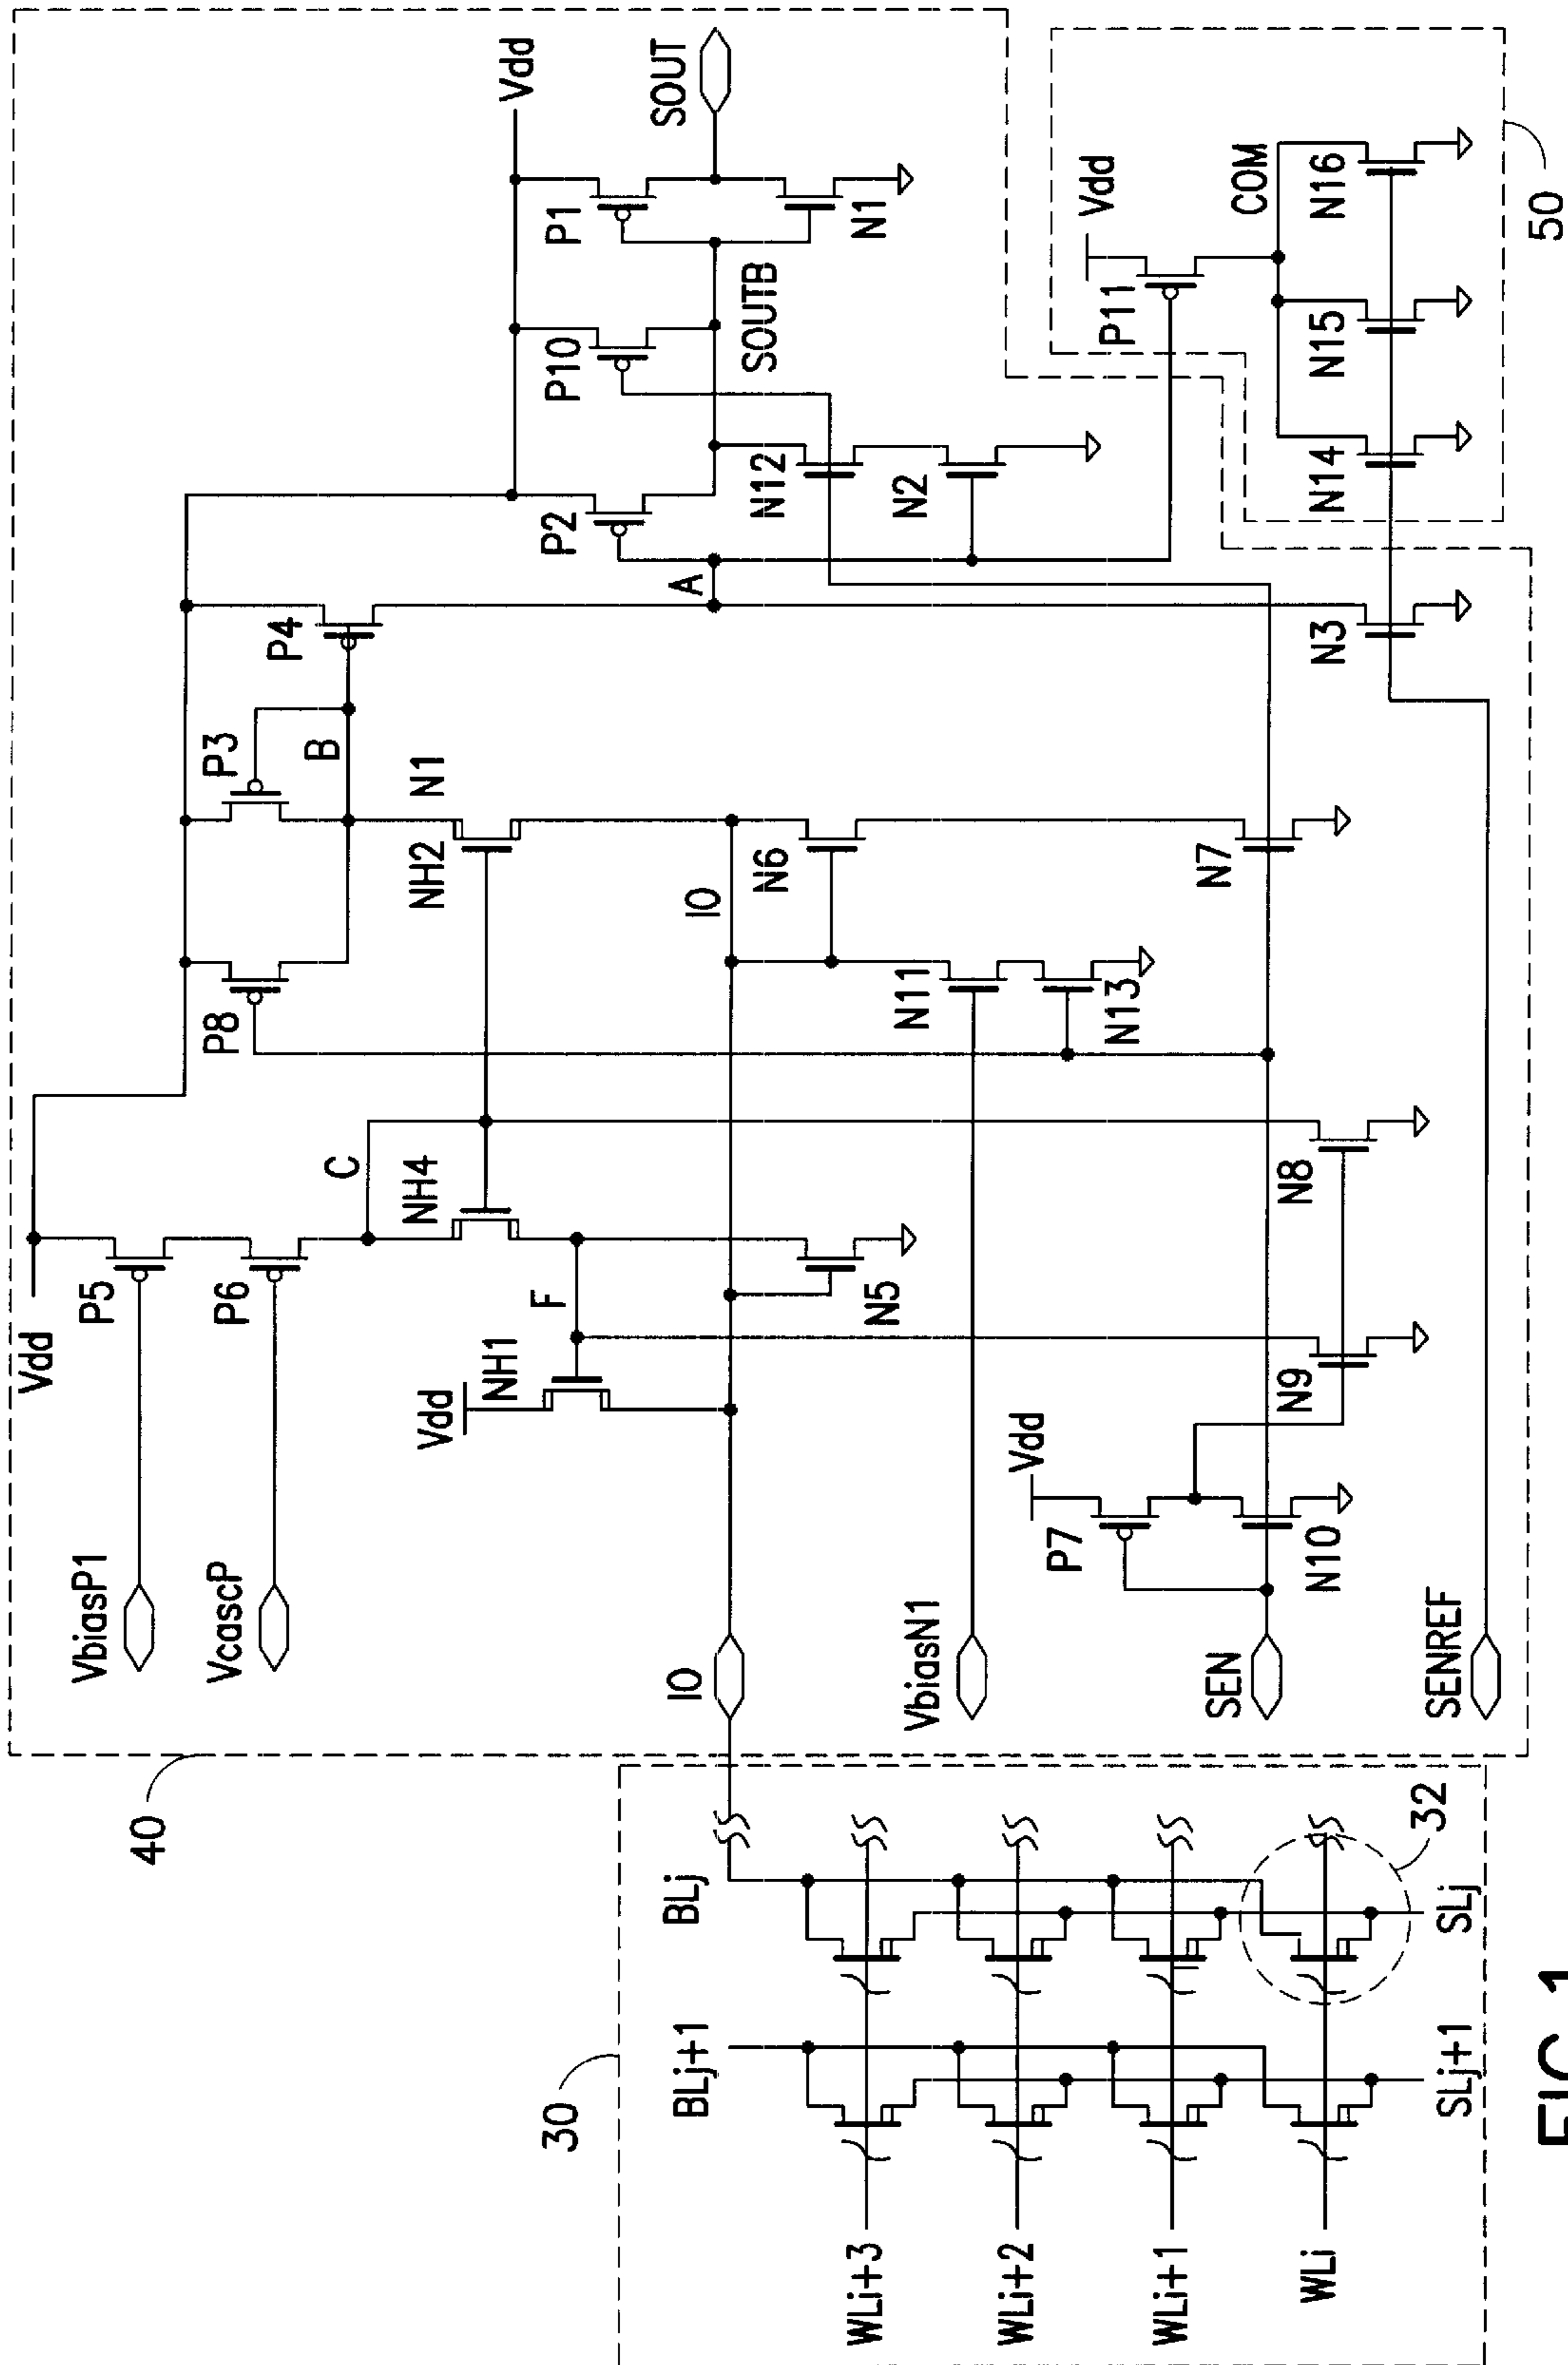 Vdd
VbiasP1
P5
40
VcascP
P6
P8
P3
P4
C
B
Vdd
NH1
NH4
NH2
N1
F
Vdd
P2
P10
P1
30
BLj+1
BLj
IO
IO
A
SOUT
SOUTB
N5
N6
N12
N1
WLi+3
VbiasN1
N11
N2
WLi+2
Vdd
P7
N13
Vdd
P11
WLi+1
SEN
N7
COM
WLi
N10
N9
N8
N3
N14
N15
N16
32
SLj+1
SLj
SENREF
50
FIG.1